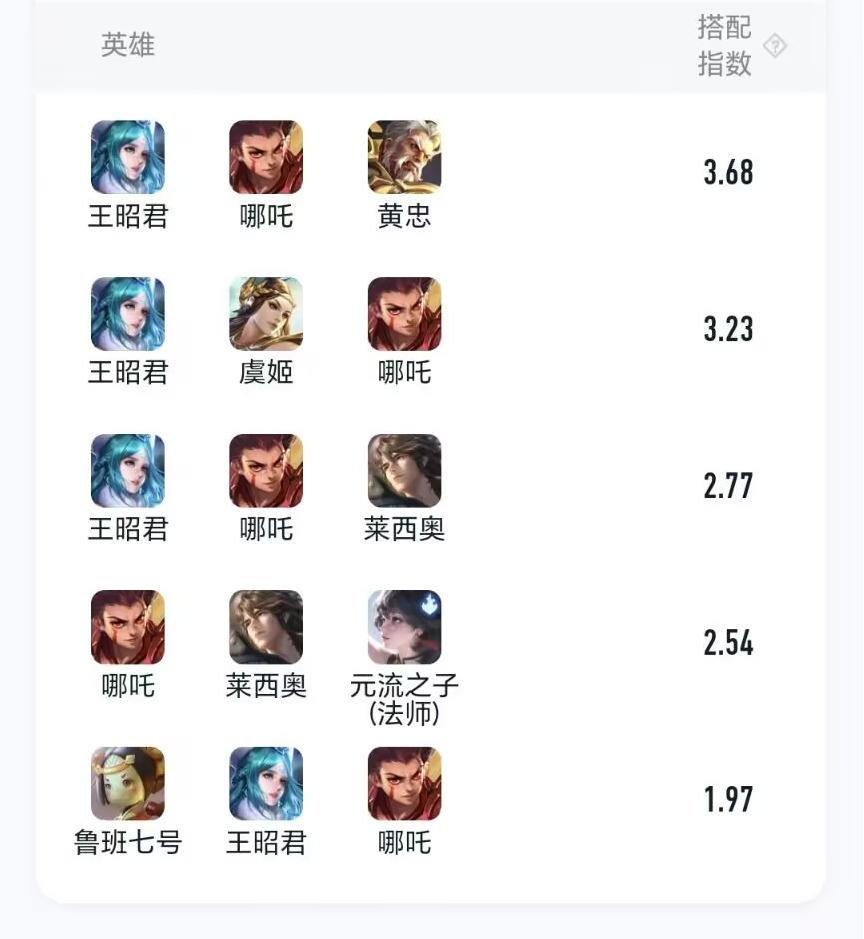 英雄
搭配
指数
?
王昭君 哪吒 黄忠 3.68
王昭君 虞姬 哪吒 3.23
王昭君 哪吒 莱西奥 2.77
哪吒 莱西奥 元流之子 2.54
(法师)
鲁班七号 王昭君 哪吒 1.97